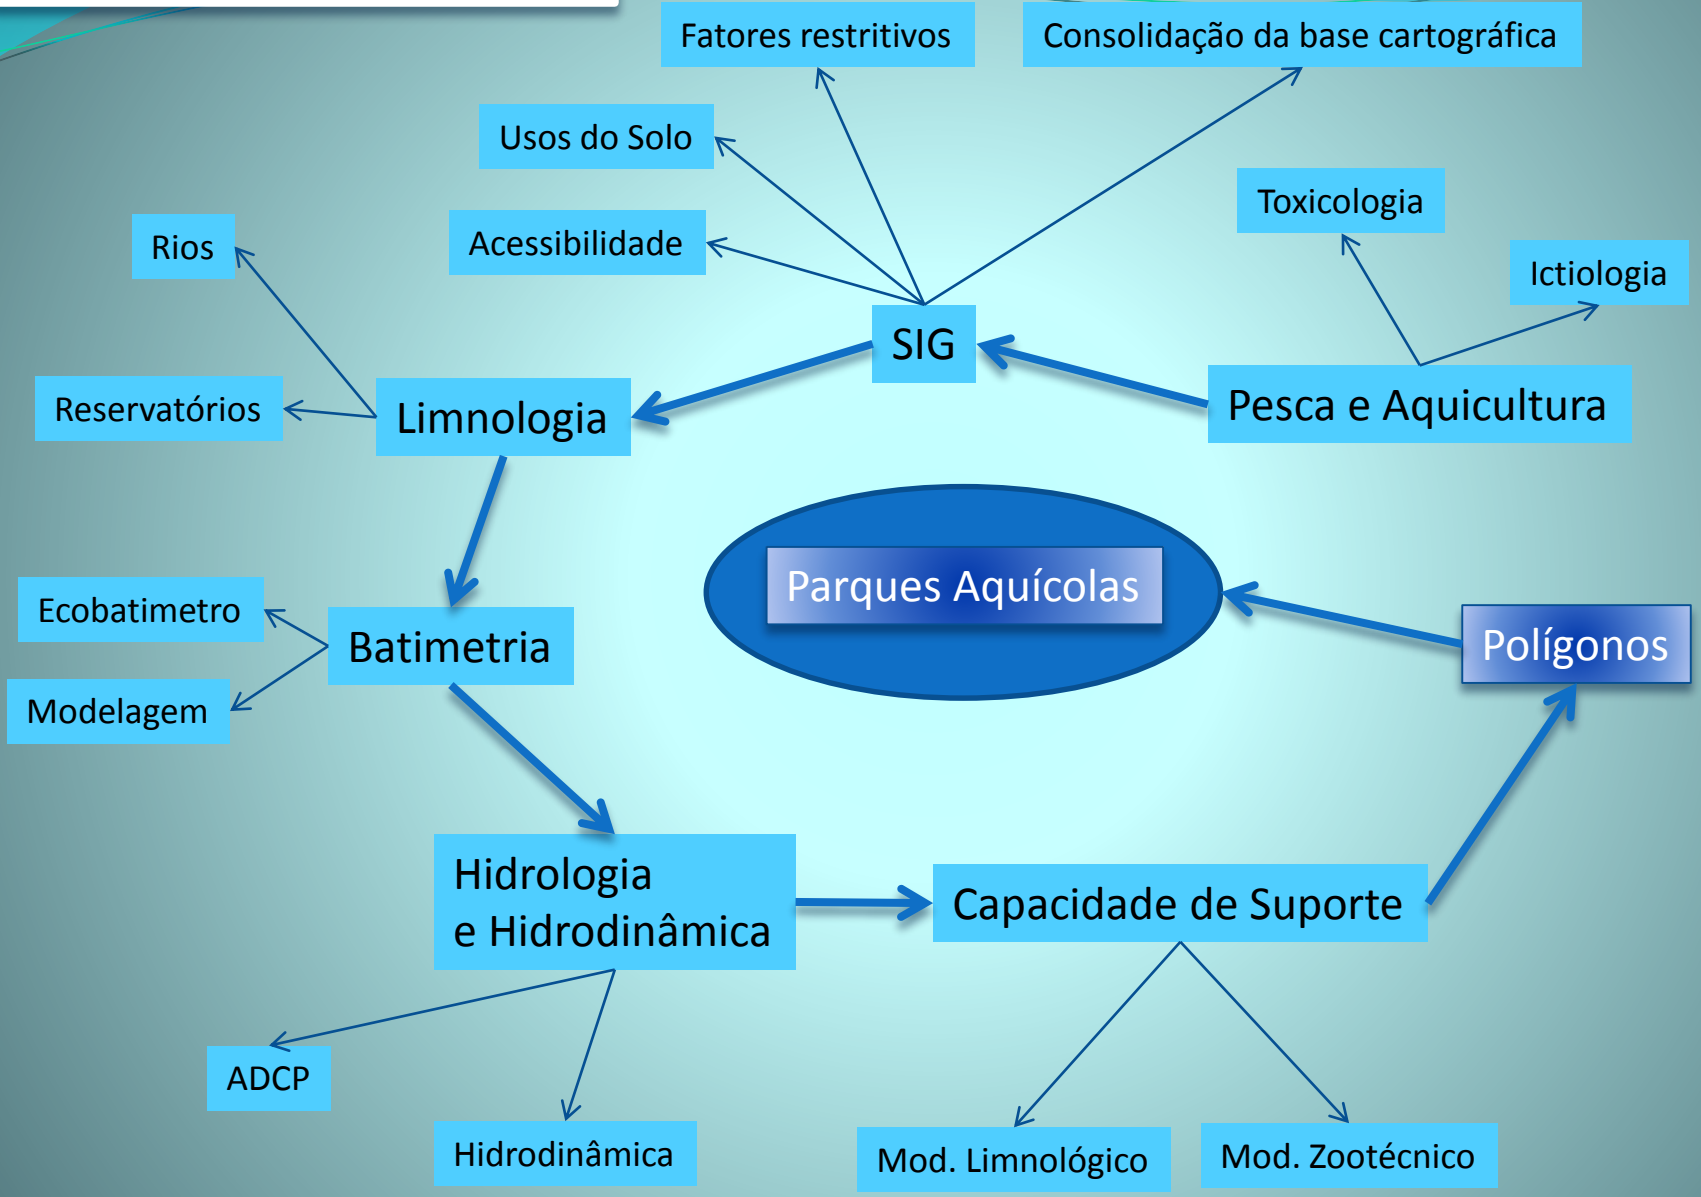 Fatores restritivos
Consolidação da base cartográfica
Usos do Solo
Toxicologia
Rios
Acessibilidade
Ictiologia
SIG
Reservatórios
Limnologia
Pesca e Aquicultura
Parques Aquícolas
Ecobatimetro
Batimetria
Polígonos
Modelagem
Hidrologia
e Hidrodinâmica
Capacidade de Suporte
ADCP
Hidrodinâmica
Mod. Limnológico
Mod. Zootécnico